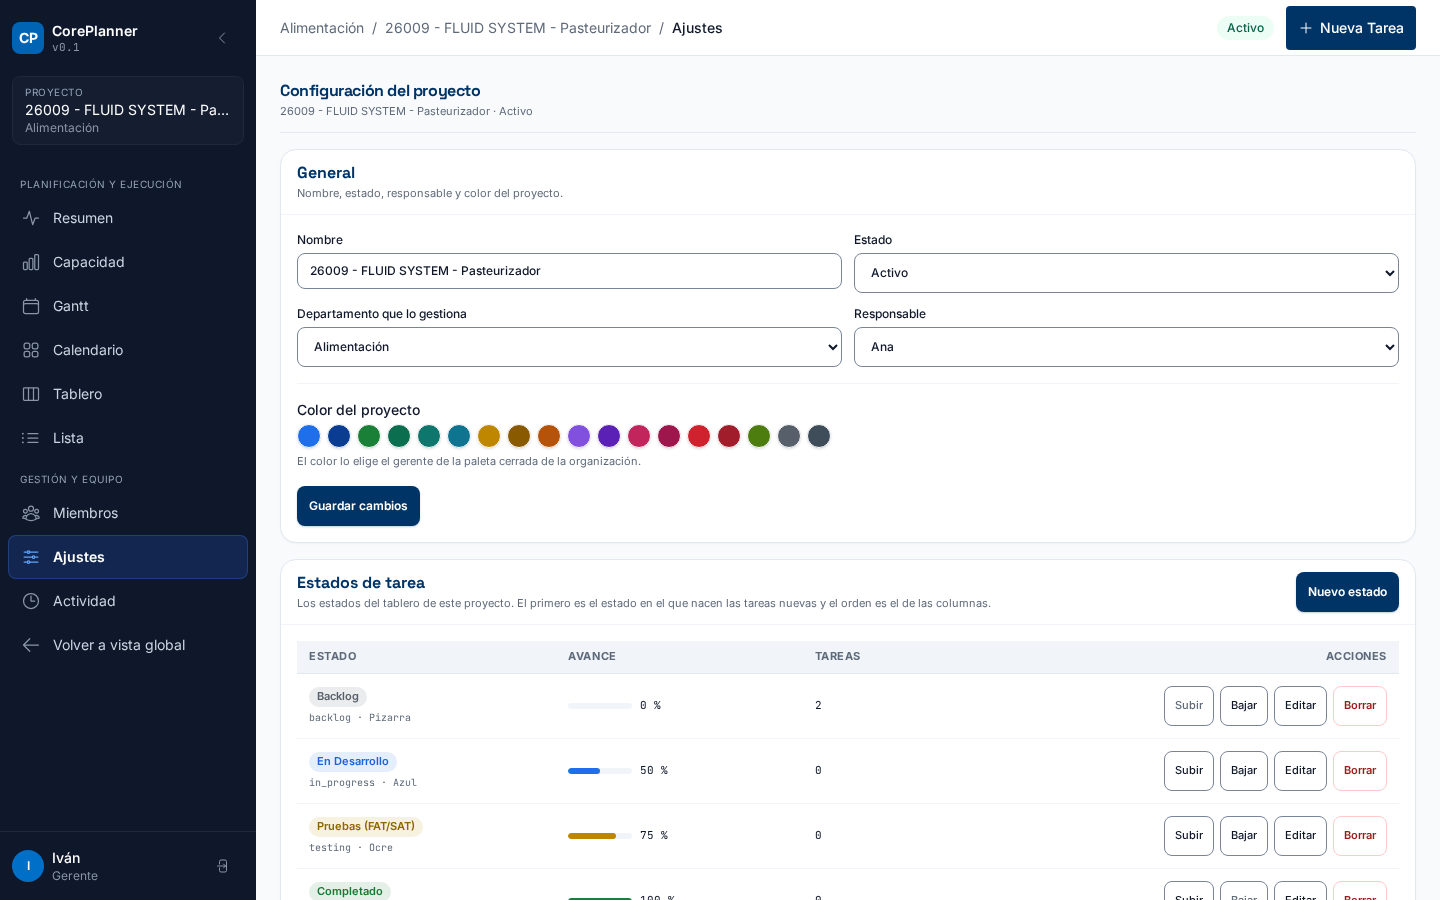 CP
CorePlanner
v0.1
PROYECTO
26009 - FLUID SYSTEM - Pa...
Alimentación
PLANIFICACIÓN Y EJECUCIÓN
Resumen
Capacidad
Gantt
Calendario
Tablero
Lista
GESTIÓN Y EQUIPO
Miembros
Ajustes
Actividad
Volver a vista global
I
Iván
Gerente
Alimentación / 26009 - FLUID SYSTEM - Pasteurizador / Ajustes
Activo
Nueva Tarea
Configuración del proyecto
26009 - FLUID SYSTEM - Pasteurizador · Activo
General
Nombre, estado, responsable y color del proyecto.
Nombre
26009 - FLUID SYSTEM - Pasteurizador
Estado
Activo
Departamento que lo gestiona
Alimentación
Responsable
Ana
Color del proyecto
El color lo elige el gerente de la paleta cerrada de la organización.
Guardar cambios
Estados de tarea
Los estados del tablero de este proyecto. El primero es el estado en el que nacen las tareas nuevas y el orden es el de las columnas.
Nuevo estado
ESTADO AVANCE TAREAS ACCIONES
Backlog
backlog · Pizarra
0 % 2 Subir Bajar Editar Borrar
En Desarrollo
in_progress · Azul
50 % 0 Subir Bajar Editar Borrar
Pruebas (FAT/SAT)
testing · Ocre
75 % 0 Subir Bajar Editar Borrar
Completado
100 % 0 Subir Bajar Editar Borrar